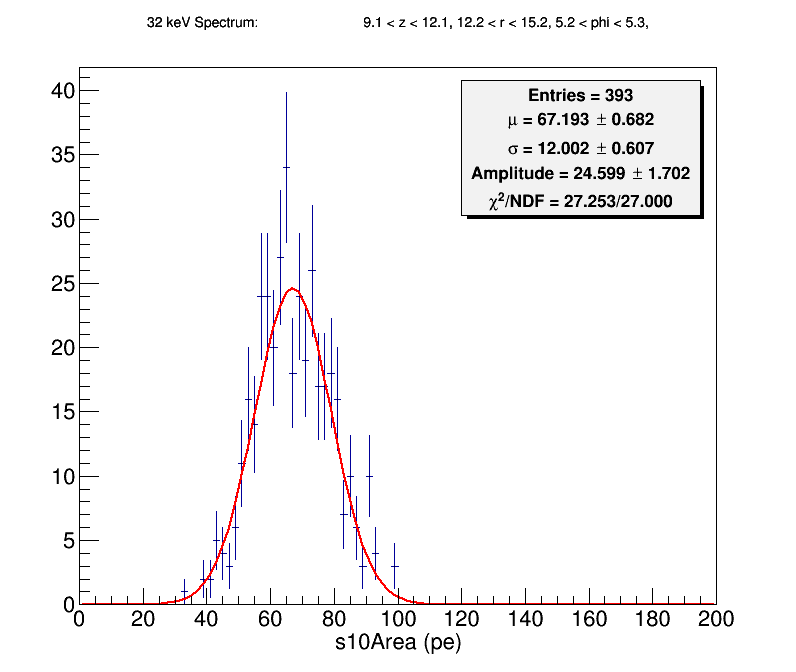 32 keV Spectrum: 9.1 < z < 12.1, 12.2 < r < 15.2, 5.2 < phi < 5.3,
Entries = 393
μ = 67.193 ± 0.682
σ = 12.002 ± 0.607
Amplitude = 24.599 ± 1.702
χ²/NDF = 27.253/27.000
40
35
30
25
20
15
10
5
0
0 20 40 60 80 100 120 140 160 180 200
s10Area (pe)